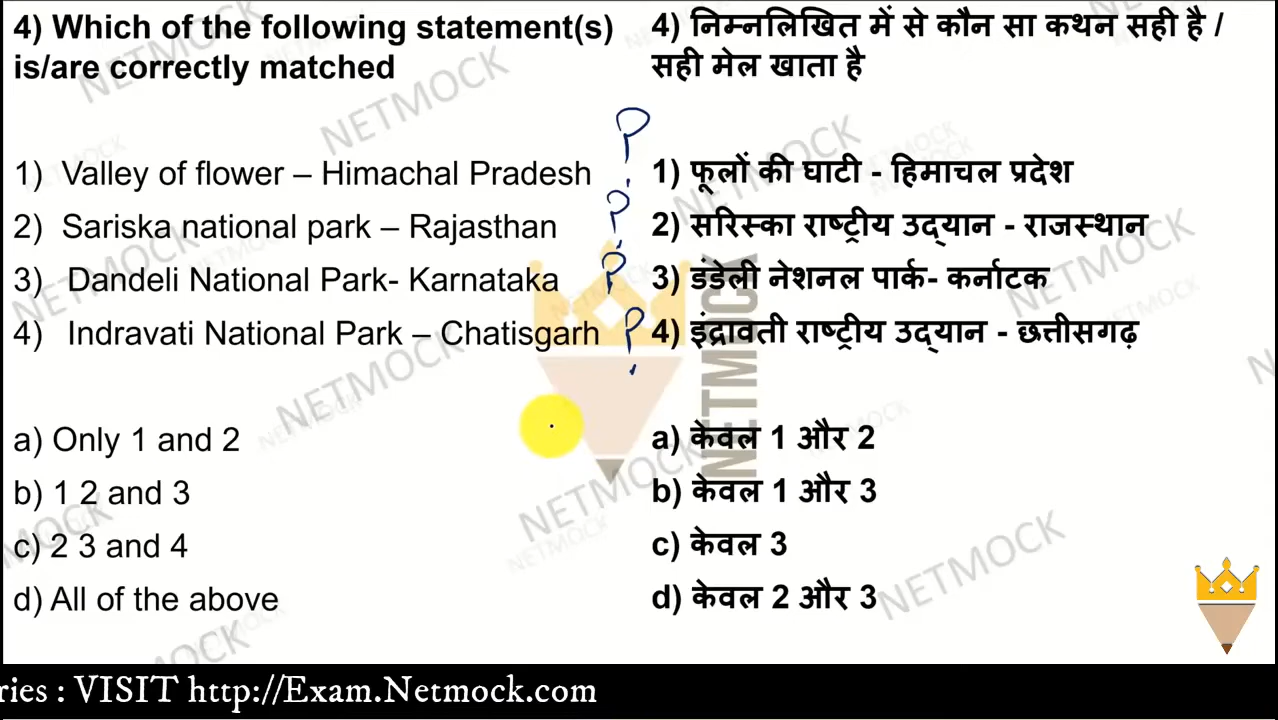 4) Which of the following statement(s)
is/are correctly matched
1) Valley of flower – Himachal Pradesh
2) Sariska national park – Rajasthan
3) Dandeli National Park- Karnataka
4) Indravati National Park – Chatisgarh
a) Only 1 and 2
b) 1 2 and 3
c) 2 3 and 4
d) All of the above
4) निम्नलिखित में से कौन सा कथन सही है /
सही मेल खाता है
1) फूलों की घाटी - हिमाचल प्रदेश
2) सरिस्का राष्ट्रीय उद्यान - राजस्थान
3) डंडेली नेशनल पार्क- कर्नाटक
4) इंद्रावती राष्ट्रीय उद्यान - छत्तीसगढ़
a) केवल 1 और 2
b) केवल 1 और 3
c) केवल 3
d) केवल 2 और 3
NETMOCK
: VISIT http://Exam.Netmock.com